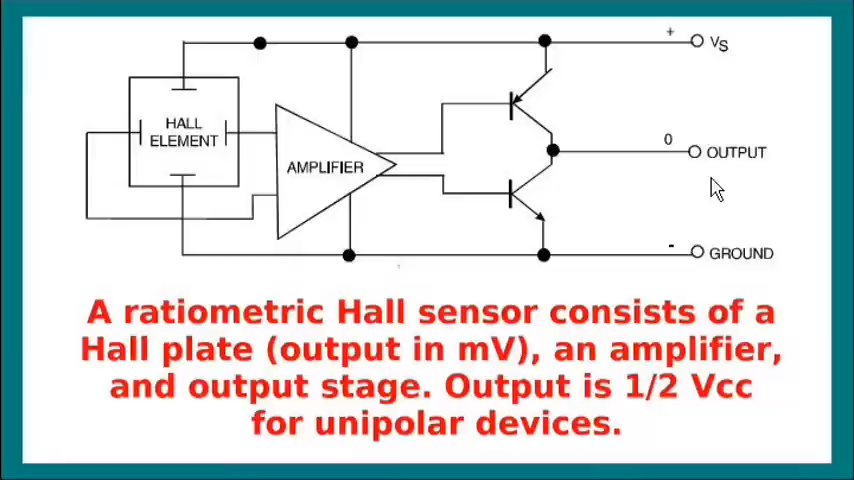 +
VS
HALL
ELEMENT
AMPLIFIER
0
OUTPUT
-
GROUND
A ratiometric Hall sensor consists of a
Hall plate (output in mV), an amplifier,
and output stage. Output is 1/2 Vcc
for unipolar devices.